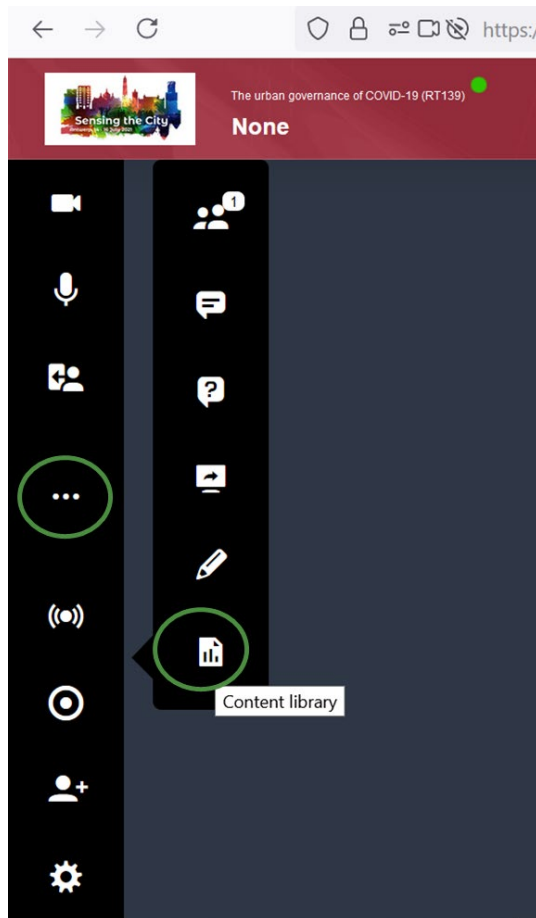 https:/
Sensing the City
The urban governance of COVID-19 (RT139)
None
1
Content library